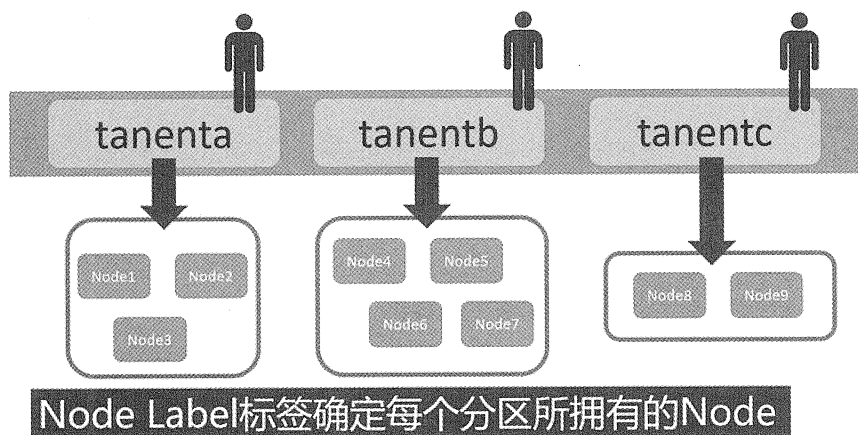 tanenta tanentb tanentc
Node1 Node2 Node4 Node5
Node8 Node9
Node3 Node6 Node7
Node Label标签确定每个分区所拥有的Node